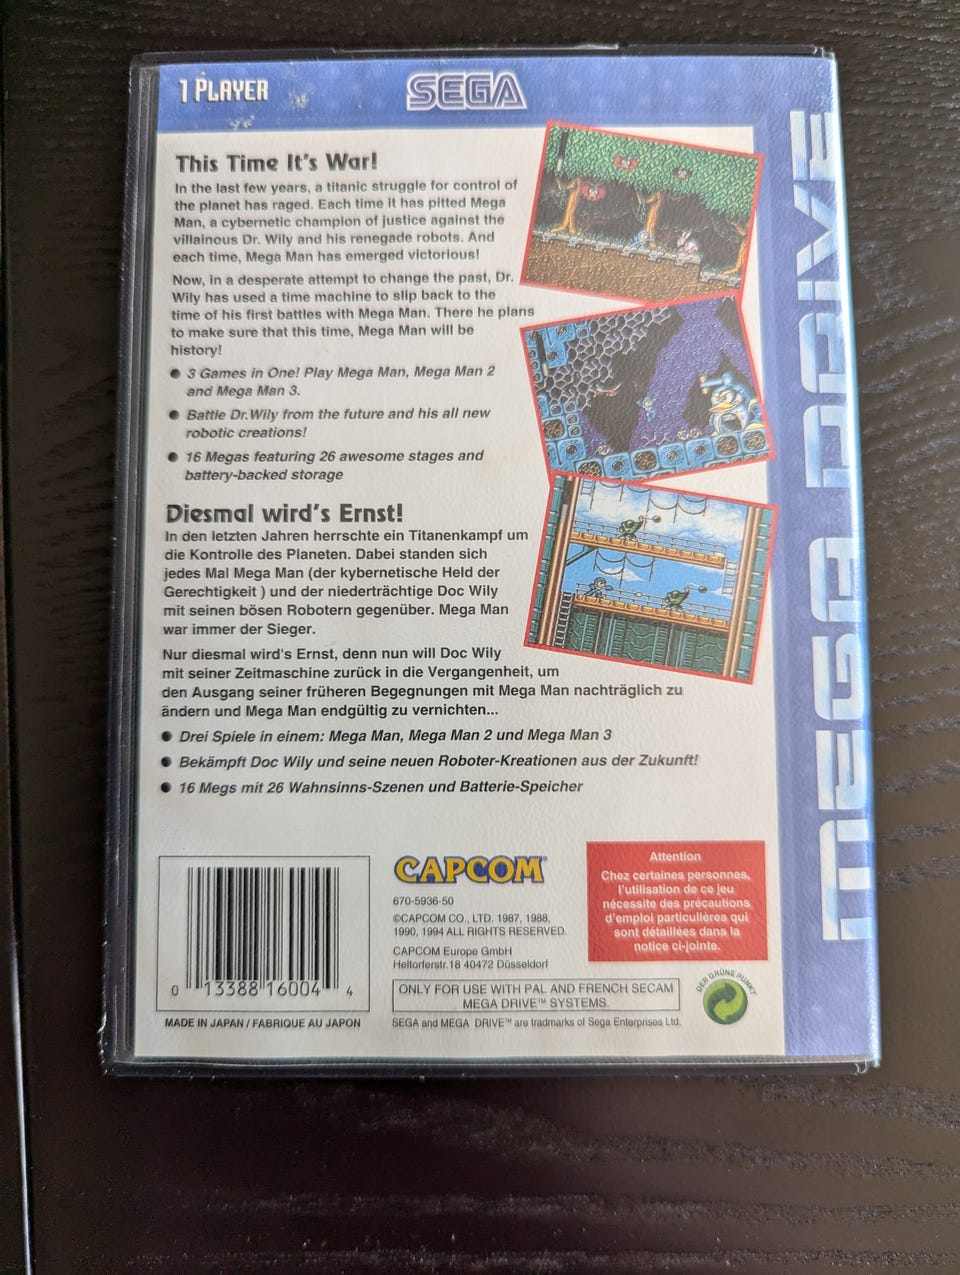 1 PLAYER
SEGA
This Time It's War!
In the last few years, a titanic struggle for control of
the planet has raged. Each time it has pitted Mega
Man, a cybernetic champion of justice against the
villainous Dr. Wily and his renegade robots. And
each time, Mega Man has emerged victorious!
Now, in a desperate attempt to change the past, Dr.
Wily has used a time machine to slip back to the
time of his first battles with Mega Man. There he plans
to make sure that this time, Mega Man will be
history!
● 3 Games in One! Play Mega Man, Mega Man 2
and Mega Man 3.
● Battle Dr.Wily from the future and his all new
robotic creations!
● 16 Megas featuring 26 awesome stages and
battery-backed storage
Diesmal wird's Ernst!
In den letzten Jahren herrschte ein Titanenkampf um
die Kontrolle des Planeten. Dabei standen sich
jedes Mal Mega Man (der kybernetische Held der
Gerechtigkeit ) und der niederträchtige Doc Wily
mit seinen bösen Robotern gegenüber. Mega Man
war immer der Sieger.
Nur diesmal wird's Ernst, denn nun will Doc Wily
mit seiner Zeitmaschine zurück in die Vergangenheit, um
den Ausgang seiner früheren Begegnungen mit Mega Man nachträglich zu
ändern und Mega Man endgültig zu vernichten...
● Drei Spiele in einem: Mega Man, Mega Man 2 und Mega Man 3
● Bekämpft Doc Wily und seine neuen Roboter-Kreationen aus der Zukunft!
● 16 Megs mit 26 Wahnsinns-Szenen und Batterie-Speicher
0 13388 16004 4
MADE IN JAPAN / FABRIQUE AU JAPON
CAPCOM
670-5936-50
©CAPCOM CO., LTD. 1987, 1988,
1990, 1994 ALL RIGHTS RESERVED.
CAPCOM Europe GmbH
Heltorferstr.18 40472 Düsseldorf
ONLY FOR USE WITH PAL AND FRENCH SECAM
MEGA DRIVE™ SYSTEMS.
SEGA and MEGA DRIVE™ are trademarks of Sega Enterprises Ltd.
Attention
Chez certaines personnes,
l'utilisation de ce jeu
nécessite des précautions
d'emploi particulières qui
sont détaillées dans la
notice ci-jointe.
DER GRÜNE PUNKT
MEGA DRIVE